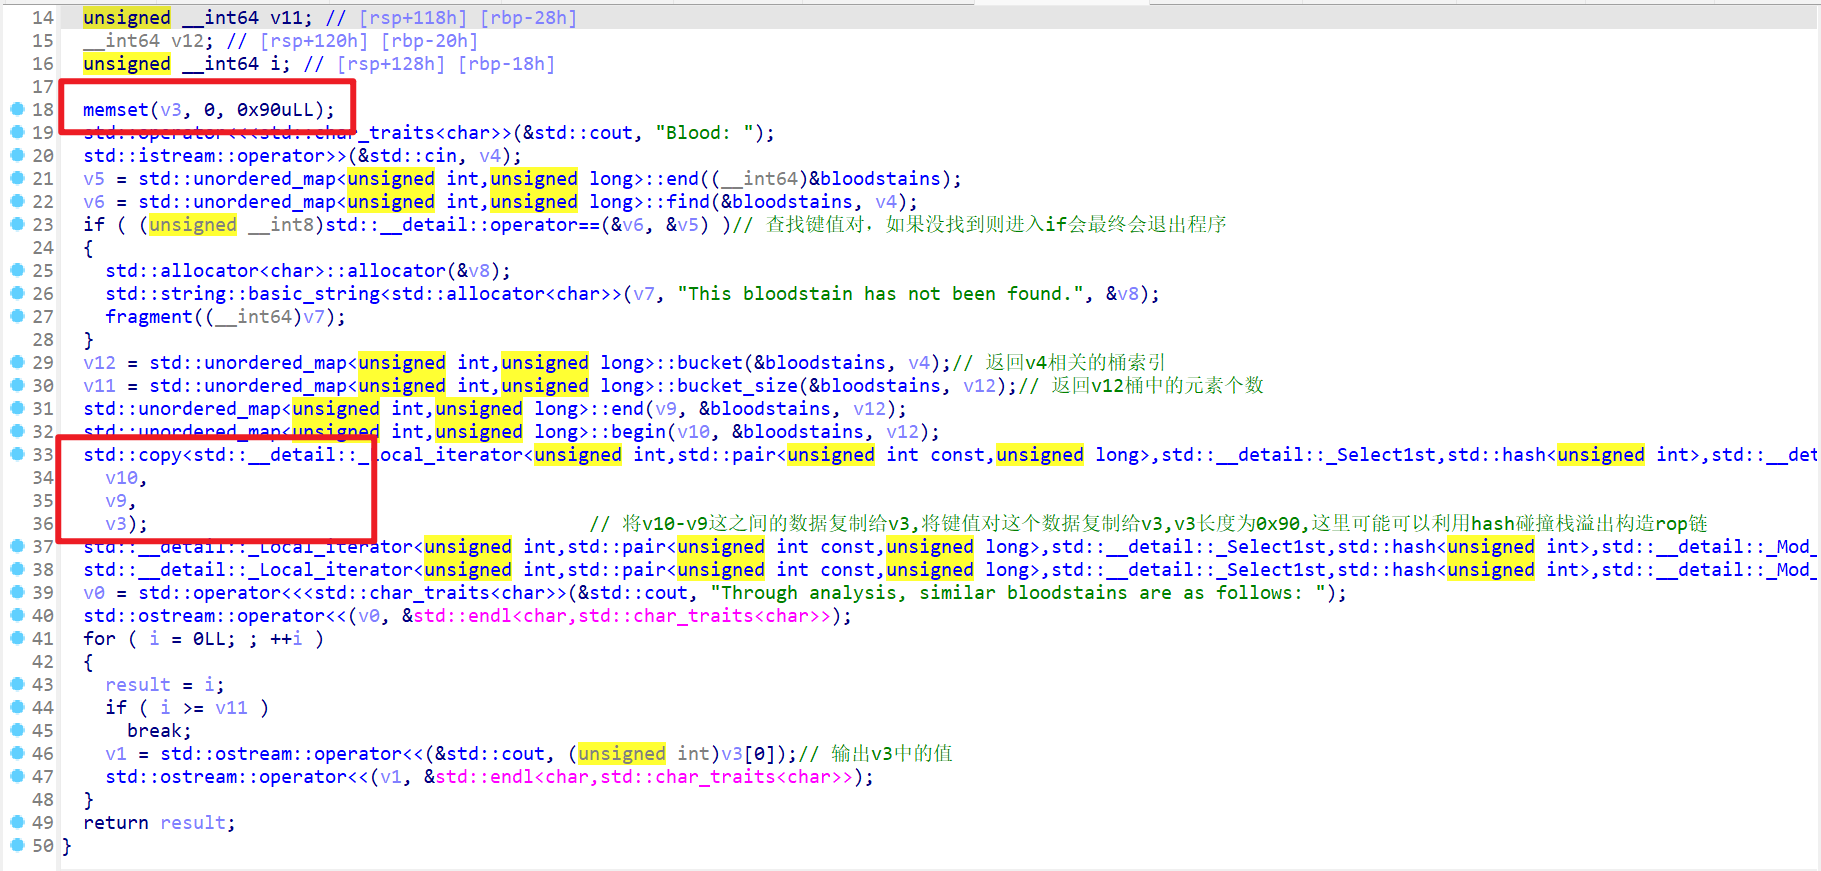 14 unsigned __int64 v11; // [rsp+118h] [rbp-28h]
15 __int64 v12; // [rsp+120h] [rbp-20h]
16 unsigned __int64 i; // [rsp+128h] [rbp-18h]
17
18 memset(v3, 0, 0x90uLL);
19 std::operator<<<std::char_traits<char>>(&std::cout, "Blood: ");
20 std::istream::operator>>(&std::cin, v4);
21 v5 = std::unordered_map<unsigned int,unsigned long>::end((__int64)&bloodstains);
22 v6 = std::unordered_map<unsigned int,unsigned long>::find(&bloodstains, v4);
23 if ( (unsigned __int8)std::__detail::operator==(&v6, &v5) )// 查找键值对，如果没找到则进入if会最终会退出程序
24 {
25 std::allocator<char>::allocator(&v8);
26 std::string::basic_string<std::allocator<char>>(v7, "This bloodstain has not been found.", &v8);
27 fragment((__int64)v7);
28 }
29 v12 = std::unordered_map<unsigned int,unsigned long>::bucket(&bloodstains, v4);// 返回v4相关的桶索引
30 v11 = std::unordered_map<unsigned int,unsigned long>::bucket_size(&bloodstains, v12);// 返回v12桶中的元素个数
31 std::unordered_map<unsigned int,unsigned long>::end(v9, &bloodstains, v12);
32 std::unordered_map<unsigned int,unsigned long>::begin(v10, &bloodstains, v12);
33 std::copy<std::__detail::_Local_iterator<unsigned int,std::pair<unsigned int const,unsigned long>,std::__detail::_Select1st,std::hash<unsigned int>,std::__det
34 v10,
35 v9,
36 v3); // 将v10-v9这之间的数据复制给v3,将键值对这个数据复制给v3,v3长度为0x90,这里可能可以利用hash碰撞栈溢出构造rop链
37 std::__detail::_Local_iterator<unsigned int,std::pair<unsigned int const,unsigned long>,std::__detail::_Select1st,std::hash<unsigned int>,std::__detail::_Mod_
38 std::__detail::_Local_iterator<unsigned int,std::pair<unsigned int const,unsigned long>,std::__detail::_Select1st,std::hash<unsigned int>,std::__detail::_Mod_
39 v0 = std::operator<<<std::char_traits<char>>(&std::cout, "Through analysis, similar bloodstains are as follows: ");
40 std::ostream::operator<<(v0, &std::endl<char,std::char_traits<char>>);
41 for ( i = 0LL; ; ++i )
42 {
43 result = i;
44 if ( i >= v11 )
45 break;
46 v1 = std::ostream::operator<<(&std::cout, (unsigned int)v3[0]);// 输出v3中的值
47 std::ostream::operator<<(v1, &std::endl<char,std::char_traits<char>>);
48 }
49 return result;
50 }